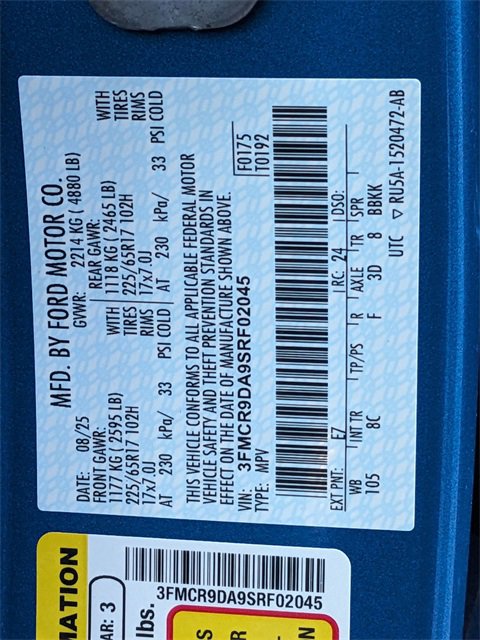 MFD. BY FORD MOTOR CO.
DATE: 08/25
GVWR: 2214 KG ( 4880 LB)
FRONT GAWR:
1177 KG ( 2595 LB)
WITH
225/65R17 102H
TIRES
17x7.0J
RIMS
AT 230 kPa/ 33 PSI COLD
REAR GAWR:
1118 KG ( 2465 LB)
WITH
225/65R17 102H
TIRES
17x7.0J
RIMS
AT 230 kPa/ 33 PSI COLD
THIS VEHICLE CONFORMS TO ALL APPLICABLE FEDERAL MOTOR
VEHICLE SAFETY AND THEFT PREVENTION STANDARDS IN
EFFECT ON THE DATE OF MANUFACTURE SHOWN ABOVE.
VIN: 3FMCR9DA9SRF02045
TYPE: MPV
F0175
T0192
EXT PNT: E7 RC: 24 DSO:
WB INT TR TP/PS R AXLE TR SPR
105 8C F 3D 8 BBKK
UTC ▽ RU5A-1520472-AB
MATION
AR: 3
lbs.
3FMCR9DA9SRF02045